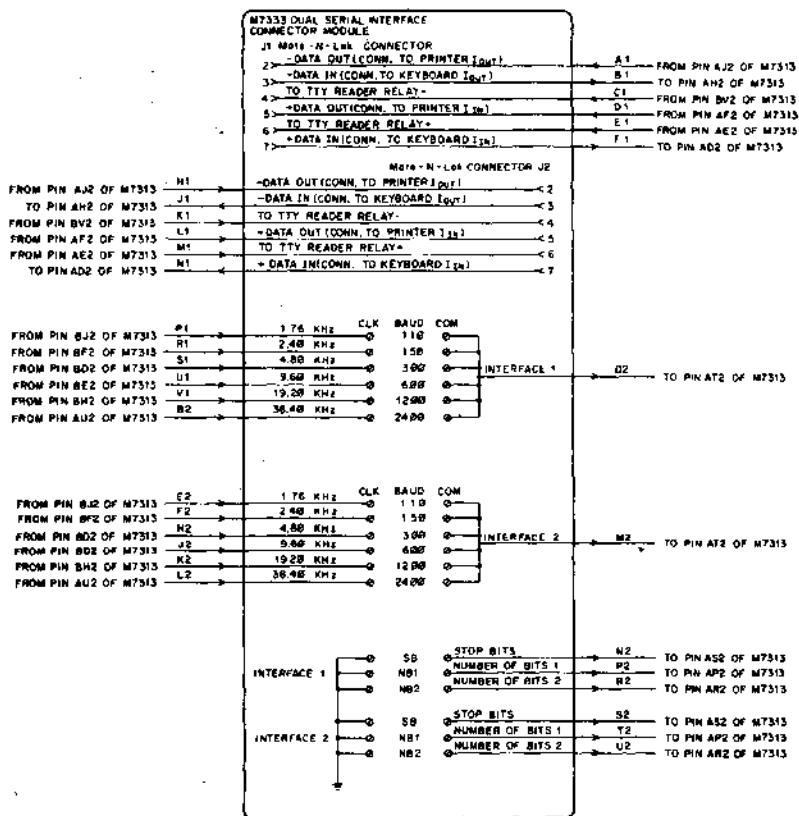 M7333 DUAL SERIAL INTERFACE
CONNECTOR MODULE
J1 Mate-N-Lok CONNECTOR
2 -DATA OUT (CONN. TO PRINTER IOUT) A1 FROM PIN AJ2 OF M7313
3 -DATA IN (CONN. TO KEYBOARD IOUT) B1 TO PIN AH2 OF M7313
4 TO TTY READER RELAY- C1 FROM PIN BV2 OF M7313
5 +DATA OUT (CONN. TO PRINTER IIN) D1 FROM PIN AF2 OF M7313
6 TO TTY READER RELAY+ E1 FROM PIN AE2 OF M7313
7 +DATA IN (CONN. TO KEYBOARD IIN) F1 TO PIN AD2 OF M7313
Mate-N-Lok CONNECTOR J2
FROM PIN AJ2 OF M7313 H1 -DATA OUT (CONN. TO PRINTER IOUT) 2
TO PIN AH2 OF M7313 J1 -DATA IN (CONN. TO KEYBOARD IOUT) 3
FROM PIN BV2 OF M7313 K1 TO TTY READER RELAY- 4
FROM PIN AF2 OF M7313 L1 +DATA OUT (CONN. TO PRINTER IIN) 5
FROM PIN AE2 OF M7313 M1 TO TTY READER RELAY+ 6
TO PIN AD2 OF M7313 N1 +DATA IN (CONN. TO KEYBOARD IIN) 7
CLK BAUD COM
FROM PIN BJ2 OF M7313 P1 1.76 KHz 110
FROM PIN BF2 OF M7313 R1 2.40 KHz 150
FROM PIN BD2 OF M7313 S1 4.80 KHz 300 INTERFACE 1 D2 TO PIN AT2 OF M7313
FROM PIN BE2 OF M7313 U1 9.60 KHz 600
FROM PIN BH2 OF M7313 V1 19.20 KHz 1200
FROM PIN AU2 OF M7313 B2 38.40 KHz 2400
CLK BAUD COM
FROM PIN BJ2 OF M7313 E2 1.76 KHz 110
FROM PIN BF2 OF M7313 F2 2.40 KHz 150
FROM PIN BD2 OF M7313 H2 4.80 KHz 300 INTERFACE 2 M2 TO PIN AT2 OF M7313
FROM PIN BD2 OF M7313 J2 9.60 KHz 600
FROM PIN BH2 OF M7313 K2 19.20 KHz 1200
FROM PIN AU2 OF M7313 L2 38.40 KHz 2400
SB STOP BITS N2 TO PIN AS2 OF M7313
INTERFACE 1 NB1 NUMBER OF BITS 1 P2 TO PIN AP2 OF M7313
NB2 NUMBER OF BITS 2 R2 TO PIN AR2 OF M7313
SB STOP BITS S2 TO PIN AS2 OF M7313
INTERFACE 2 NB1 NUMBER OF BITS 1 T2 TO PIN AP2 OF M7313
NB2 NUMBER OF BITS 2 U2 TO PIN AR2 OF M7313